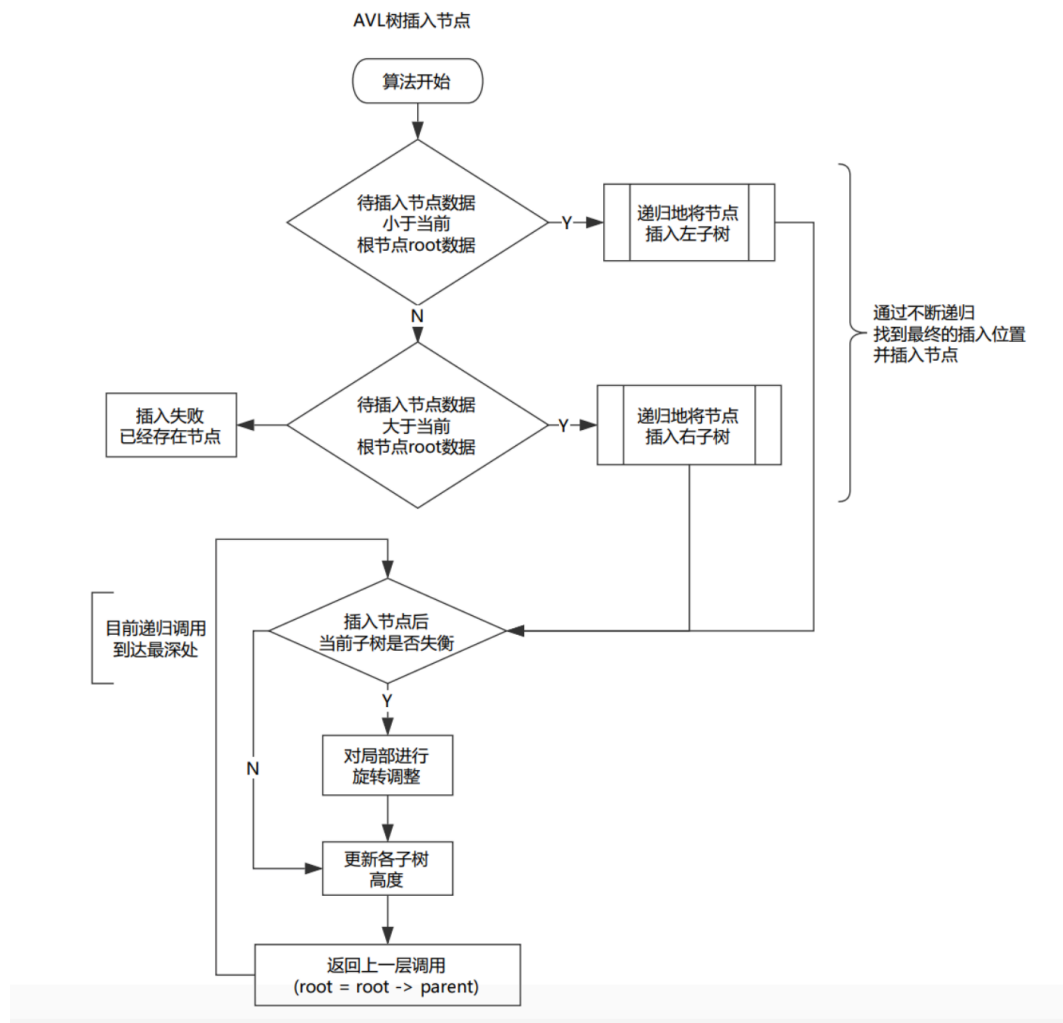 AVL树插入节点
算法开始
待插入节点数据
小于当前
根节点root数据
Y
递归地将节点
插入左子树
N
通过不断递归
找到最终的插入位置
并插入节点
待插入节点数据
大于当前
根节点root数据
Y
递归地将节点
插入右子树
插入失败
已经存在节点
目前递归调用
到达最深处
插入节点后
当前子树是否失衡
Y
对局部进行
旋转调整
N
更新各子树
高度
返回上一层调用
(root = root -> parent)